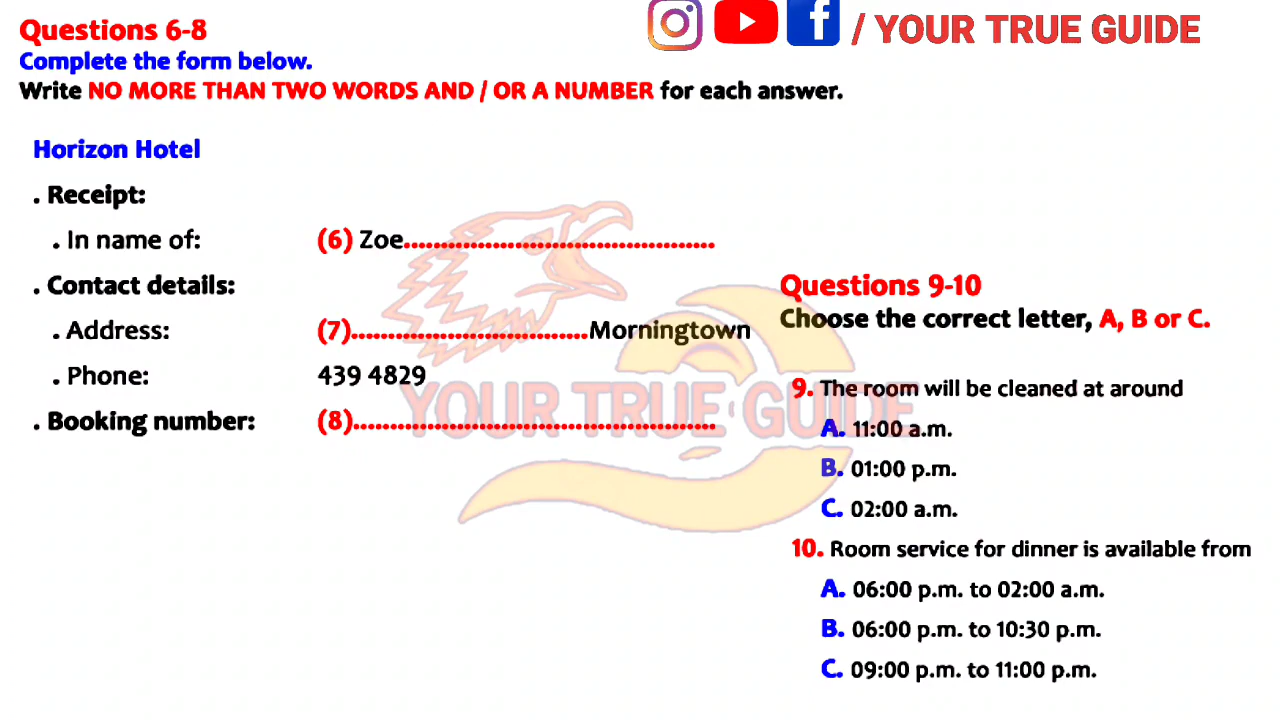 Questions 6-8
/ YOUR TRUE GUIDE
Complete the form below.
Write NO MORE THAN TWO WORDS AND / OR A NUMBER for each answer.
Horizon Hotel
. Receipt:
. In name of: (6) Zoe..........................................
. Contact details:
. Address: (7)................................Morningtown
. Phone: 439 4829
. Booking number: (8).................................................
YOUR TRUE GUIDE
Questions 9-10
Choose the correct letter, A, B or C.
9. The room will be cleaned at around
A. 11:00 a.m.
B. 01:00 p.m.
C. 02:00 a.m.
10. Room service for dinner is available from
A. 06:00 p.m. to 02:00 a.m.
B. 06:00 p.m. to 10:30 p.m.
C. 09:00 p.m. to 11:00 p.m.